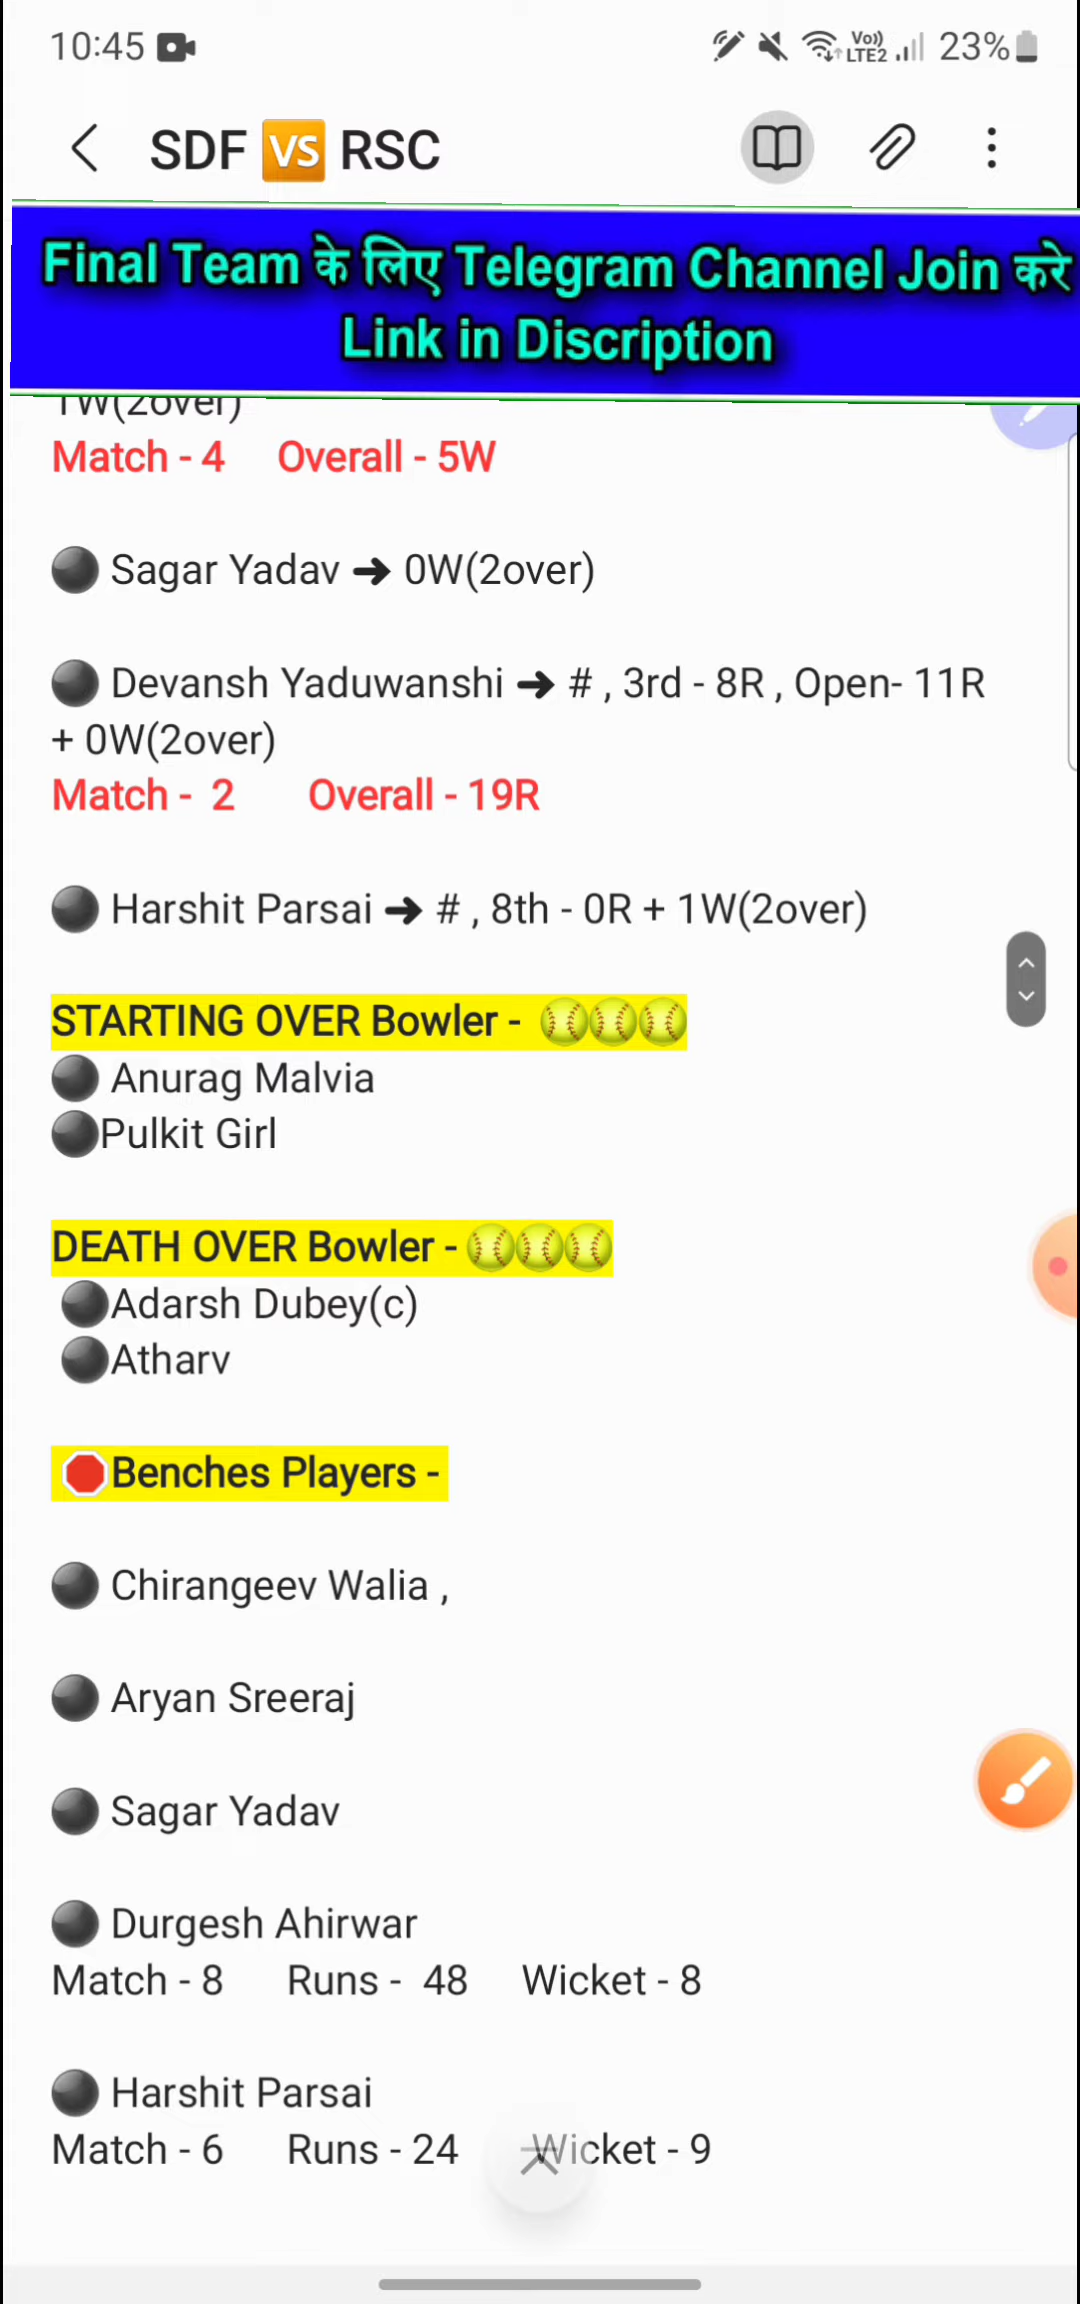 10:45 Vo)) LTE2 23%
SDF VS RSC
Final Team के लिए Telegram Channel Join करे
Link in Discription
1W(2over)
Match - 4 Overall - 5W
Sagar Yadav ➔ 0W(2over)
Devansh Yaduwanshi ➔ # , 3rd - 8R , Open- 11R
+ 0W(2over)
Match - 2 Overall - 19R
Harshit Parsai ➔ # , 8th - 0R + 1W(2over)
STARTING OVER Bowler -
Anurag Malvia
Pulkit Girl
DEATH OVER Bowler -
Adarsh Dubey(c)
Atharv
Benches Players -
Chirangeev Walia ,
Aryan Sreeraj
Sagar Yadav
Durgesh Ahirwar
Match - 8 Runs - 48 Wicket - 8
Harshit Parsai
Match - 6 Runs - 24 Wicket - 9